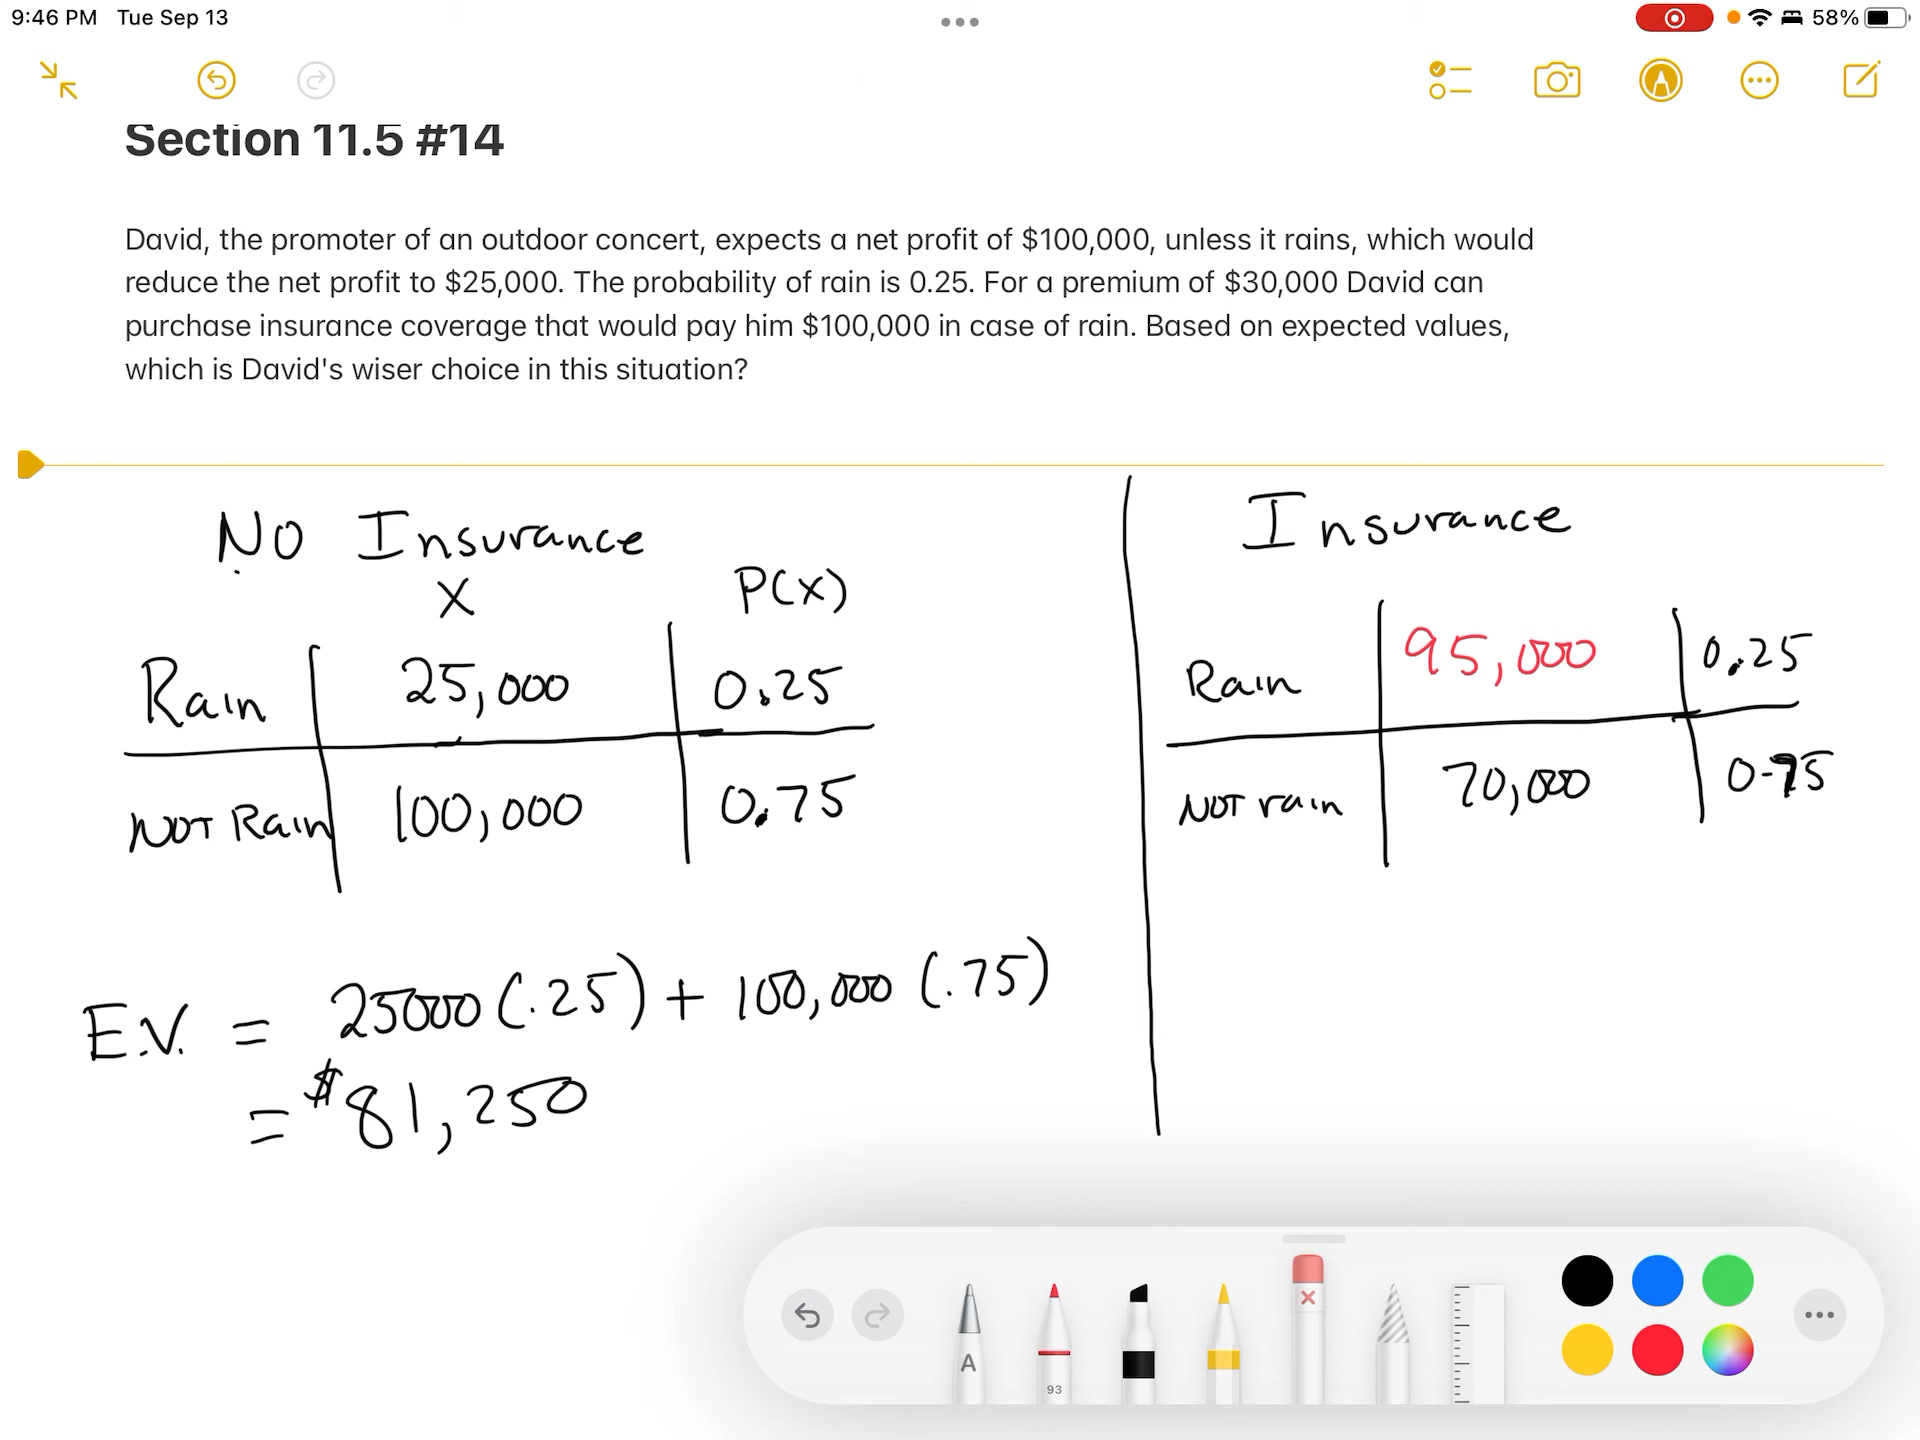 9:46 PM Tue Sep 13
58%
Section 11.5 #14
David, the promoter of an outdoor concert, expects a net profit of $100,000, unless it rains, which would
reduce the net profit to $25,000. The probability of rain is 0.25. For a premium of $30,000 David can
purchase insurance coverage that would pay him $100,000 in case of rain. Based on expected values,
which is David's wiser choice in this situation?
No Insurance
X P(X)
Rain 25,000 0.25
NOT Rain 100,000 0.75
E.V. = 25000 (.25) + 100,000 (.75)
= $81,250
Insurance
Rain 95,000 0.25
NOT rain 70,000 0.75
A
93